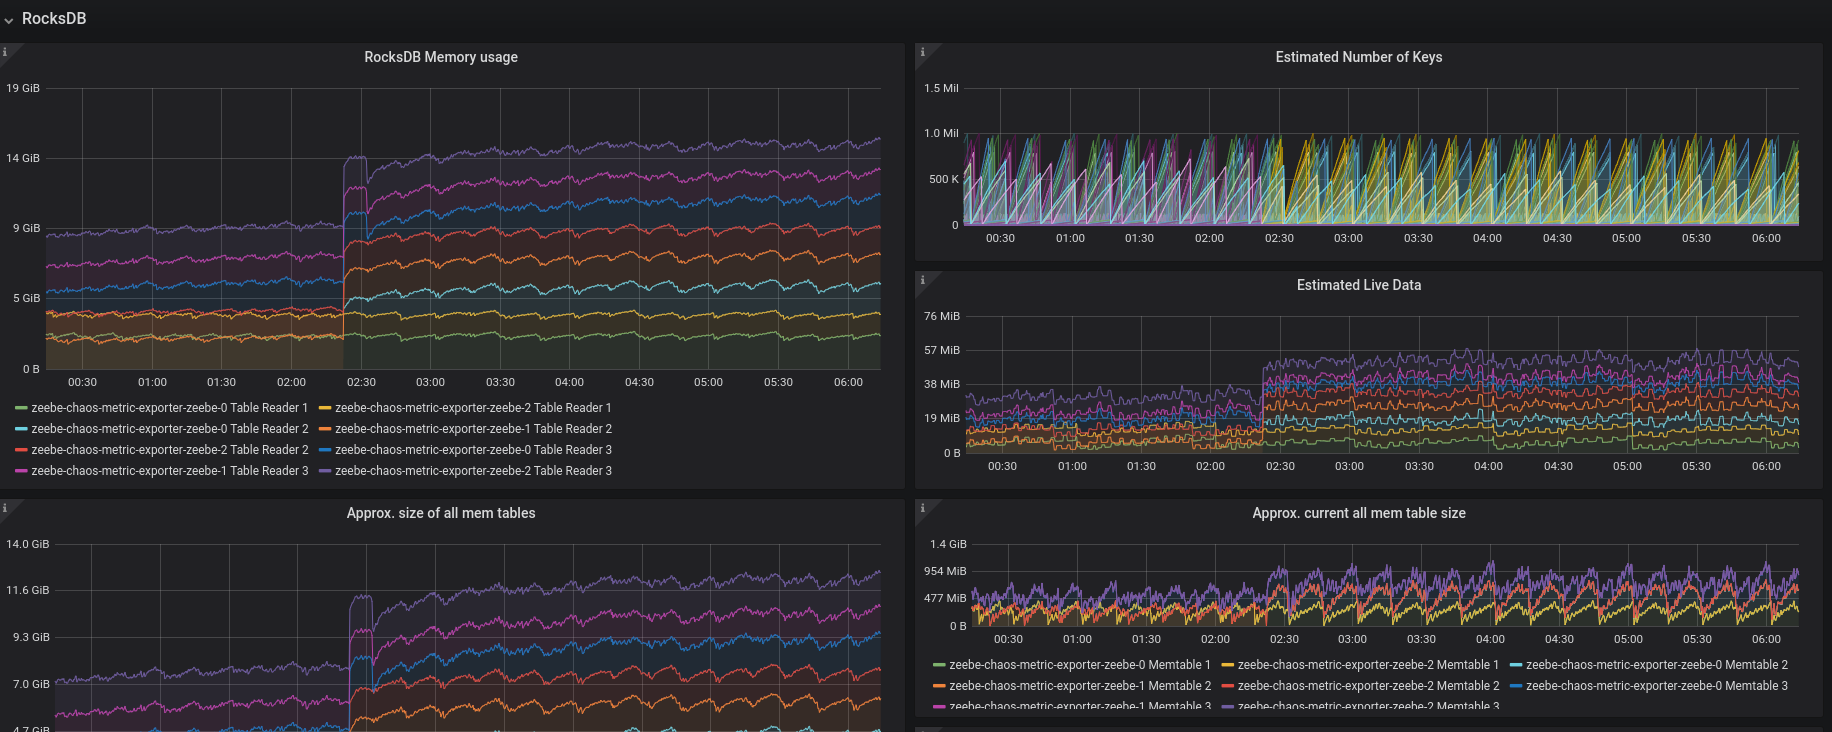 RocksDB
RocksDB Memory usage
19 GiB
14 GiB
9 GiB
5 GiB
0 B
00:30 01:00 01:30 02:00 02:30 03:00 03:30 04:00 04:30 05:00 05:30 06:00
zeebe-chaos-metric-exporter-zeebe-0 Table Reader 1 zeebe-chaos-metric-exporter-zeebe-2 Table Reader 1
zeebe-chaos-metric-exporter-zeebe-0 Table Reader 2 zeebe-chaos-metric-exporter-zeebe-1 Table Reader 2
zeebe-chaos-metric-exporter-zeebe-2 Table Reader 2 zeebe-chaos-metric-exporter-zeebe-0 Table Reader 3
zeebe-chaos-metric-exporter-zeebe-1 Table Reader 3 zeebe-chaos-metric-exporter-zeebe-2 Table Reader 3
Estimated Number of Keys
1.5 Mil
1.0 Mil
500 K
0
00:30 01:00 01:30 02:00 02:30 03:00 03:30 04:00 04:30 05:00 05:30 06:00
Estimated Live Data
76 MiB
57 MiB
38 MiB
19 MiB
0 B
00:30 01:00 01:30 02:00 02:30 03:00 03:30 04:00 04:30 05:00 05:30 06:00
Approx. size of all mem tables
14.0 GiB
11.6 GiB
9.3 GiB
7.0 GiB
4.7 GiB
Approx. current all mem table size
1.4 GiB
954 MiB
477 MiB
0 B
00:30 01:00 01:30 02:00 02:30 03:00 03:30 04:00 04:30 05:00 05:30 06:00
zeebe-chaos-metric-exporter-zeebe-0 Memtable 1 zeebe-chaos-metric-exporter-zeebe-2 Memtable 1 zeebe-chaos-metric-exporter-zeebe-0 Memtable 2
zeebe-chaos-metric-exporter-zeebe-1 Memtable 2 zeebe-chaos-metric-exporter-zeebe-2 Memtable 2 zeebe-chaos-metric-exporter-zeebe-0 Memtable 3
zeebe-chaos-metric-exporter-zeebe-1 Memtable 3 zeebe-chaos-metric-exporter-zeebe-2 Memtable 3